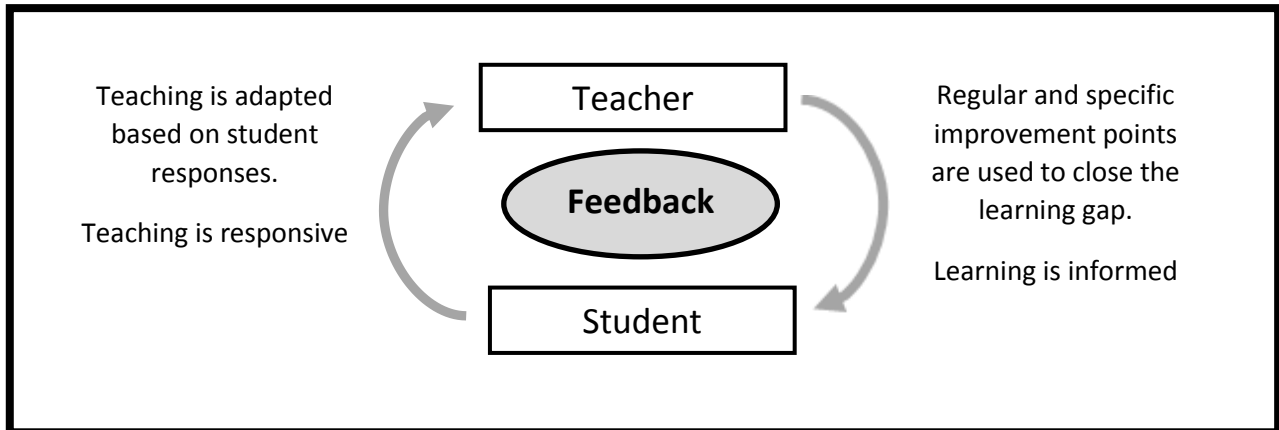 Teaching is adapted
based on student
responses.
Teaching is responsive
Teacher
Feedback
Student
Regular and specific
improvement points
are used to close the
learning gap.
Learning is informed